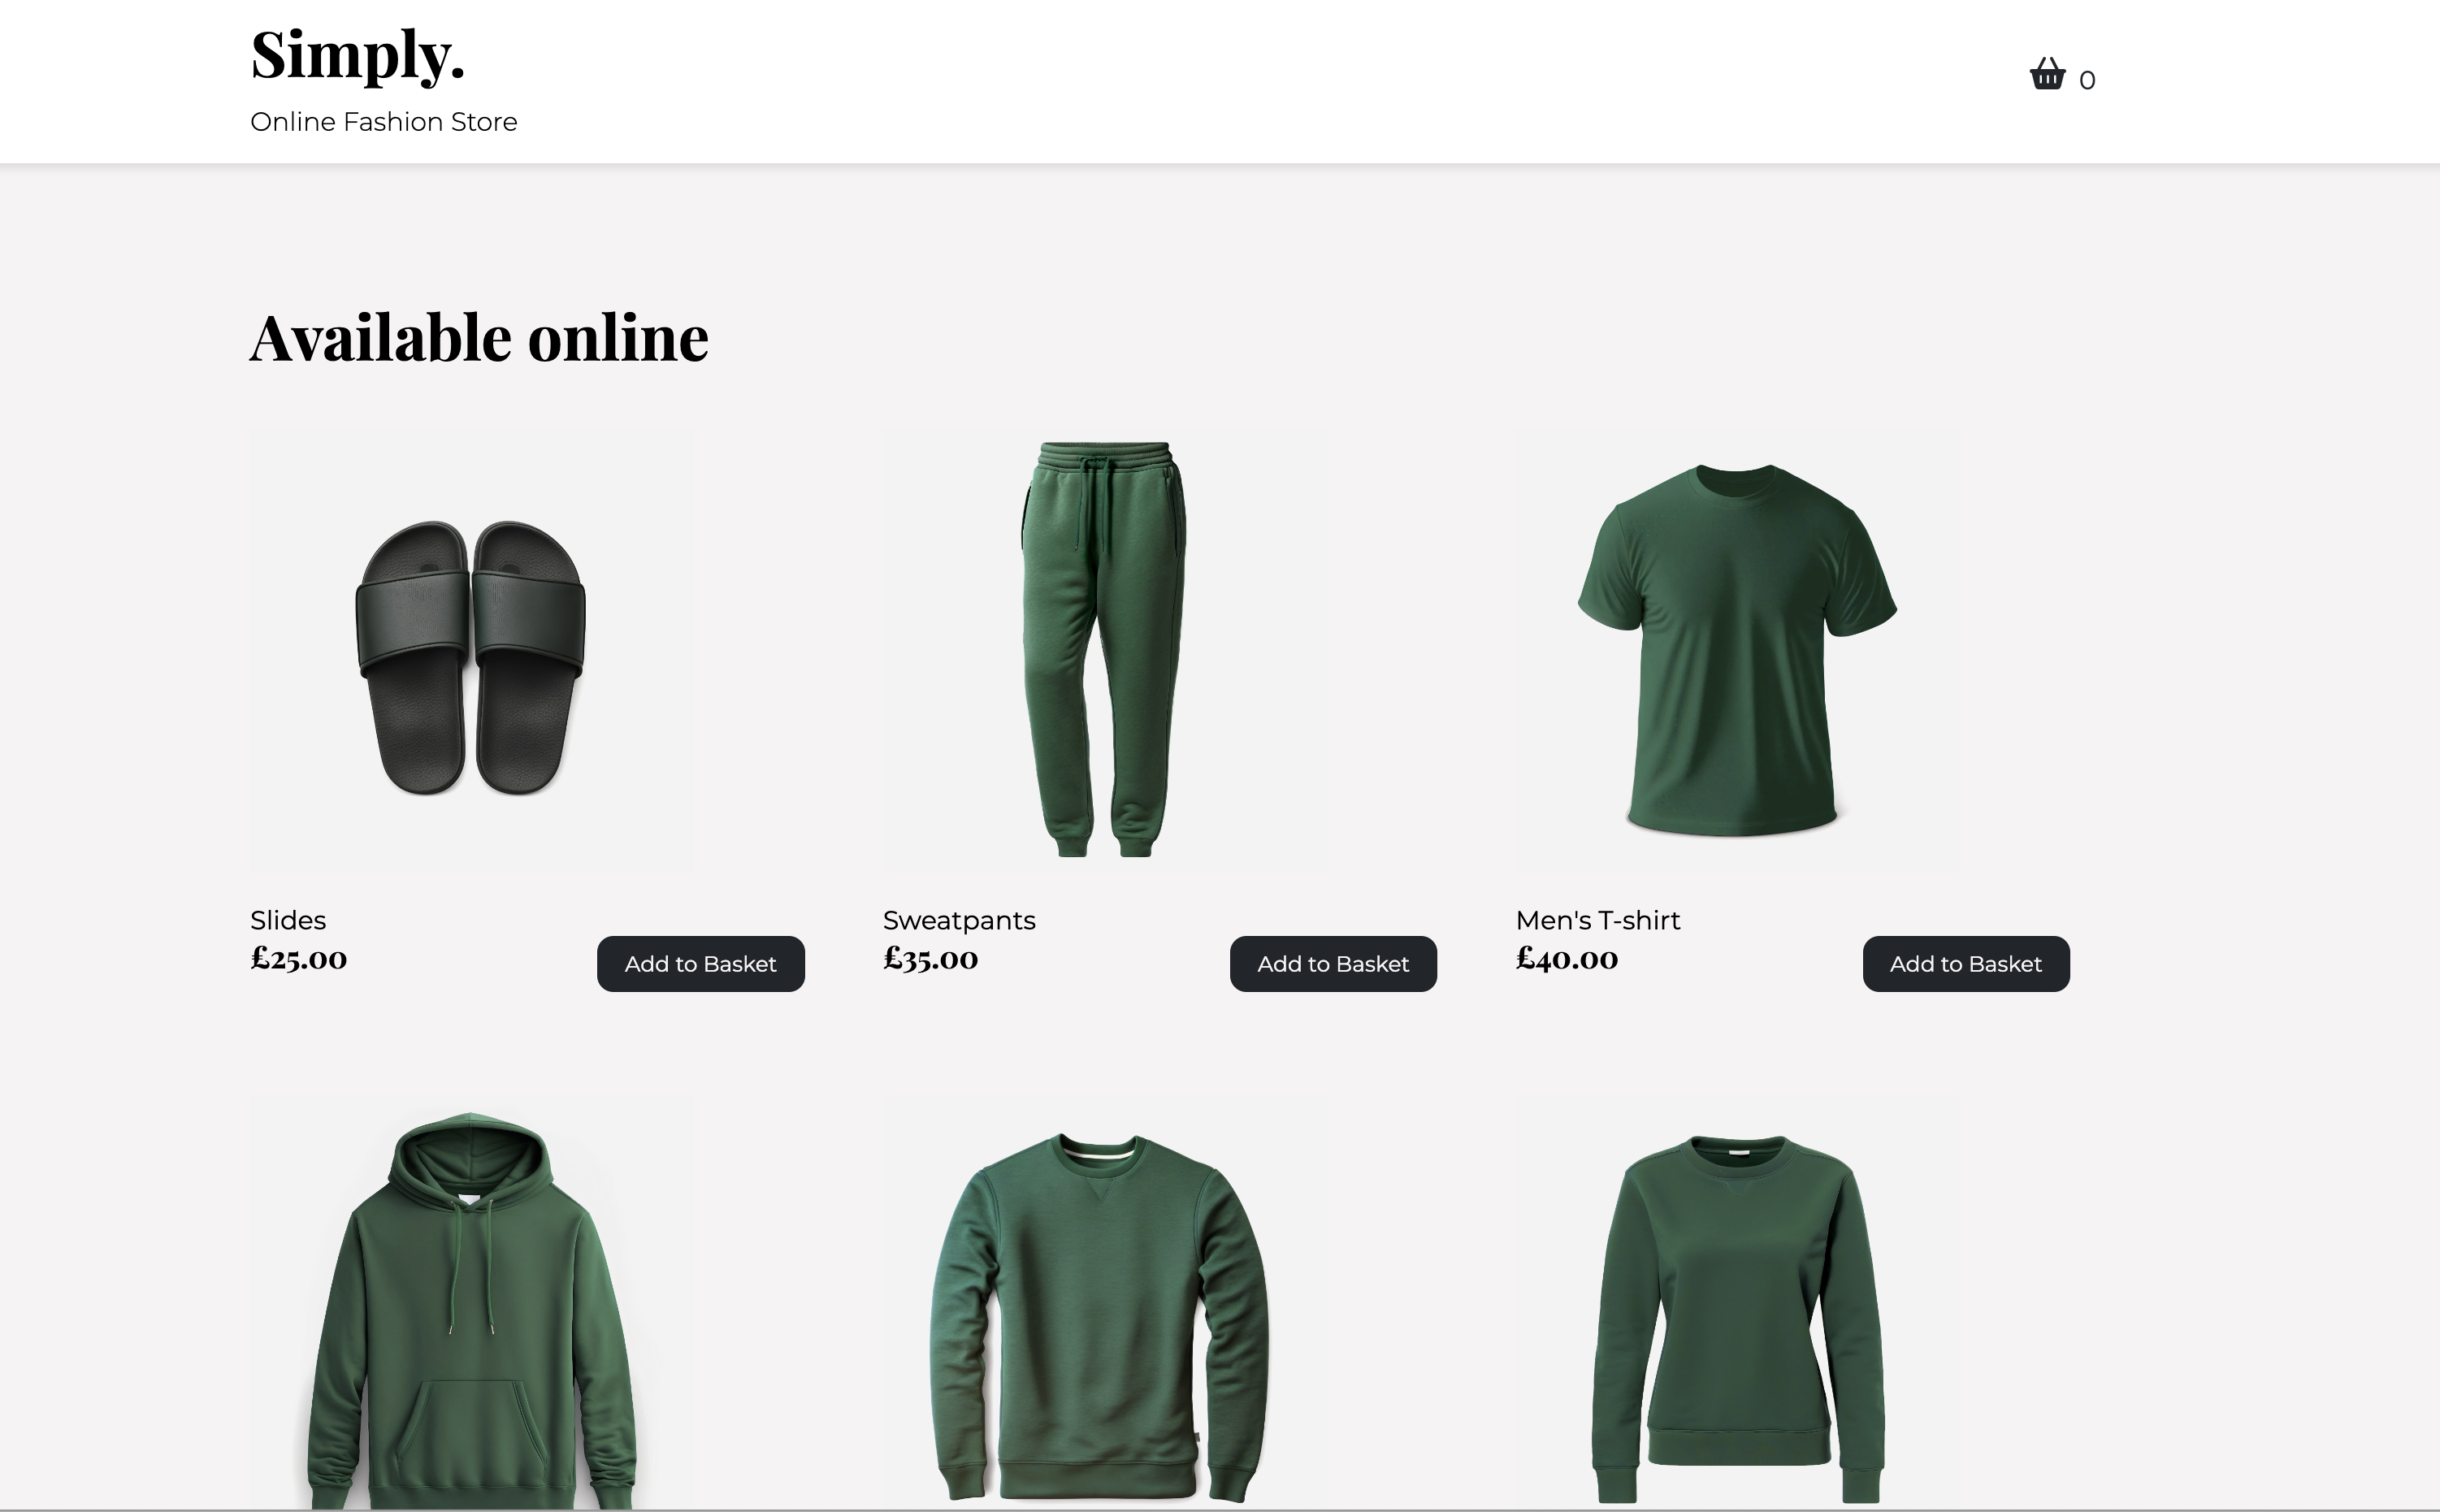 Simply.
Online Fashion Store
0
Available online
Slides
£25.00
Add to Basket
Sweatpants
£35.00
Add to Basket
Men's T-shirt
£40.00
Add to Basket